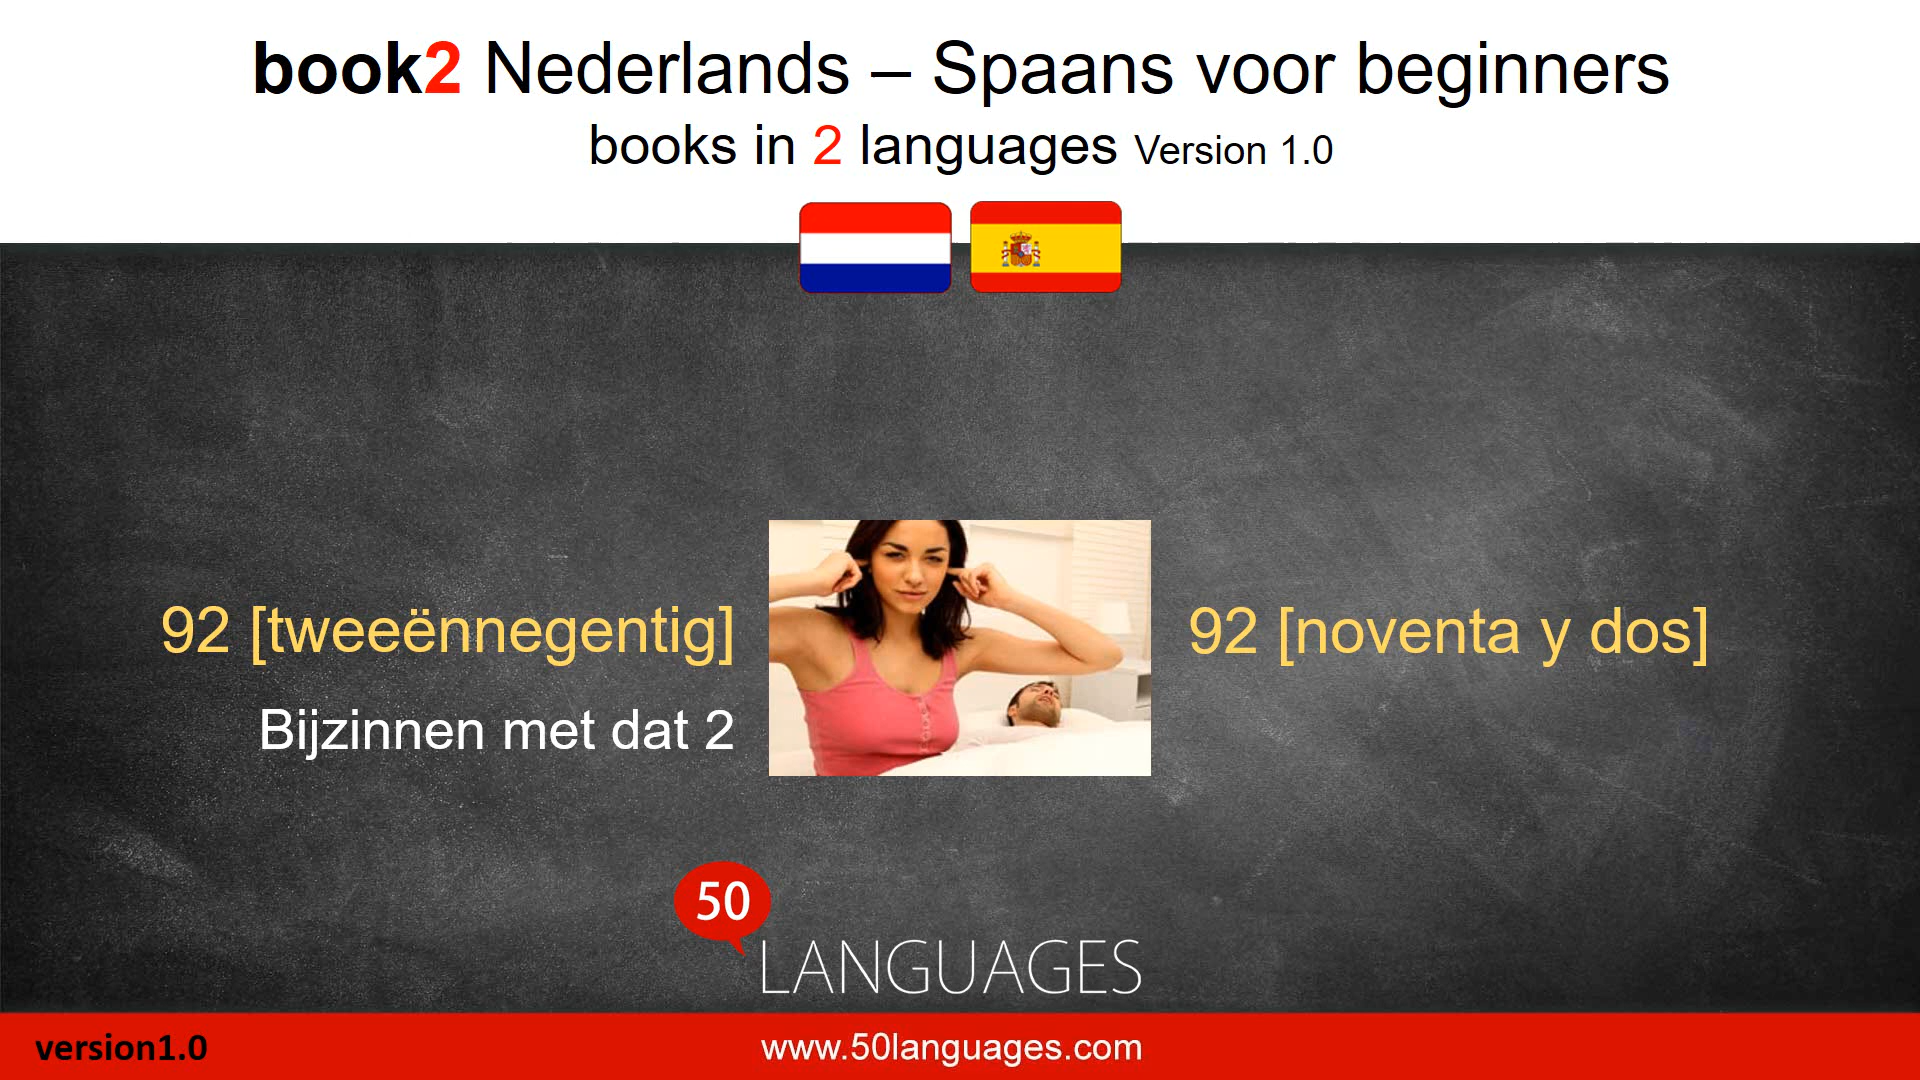 book2 Nederlands – Spaans voor beginners
books in 2 languages Version 1.0
92 [tweeënnegentig]
Bijzinnen met dat 2
92 [noventa y dos]
50
LANGUAGES
version1.0
www.50languages.com